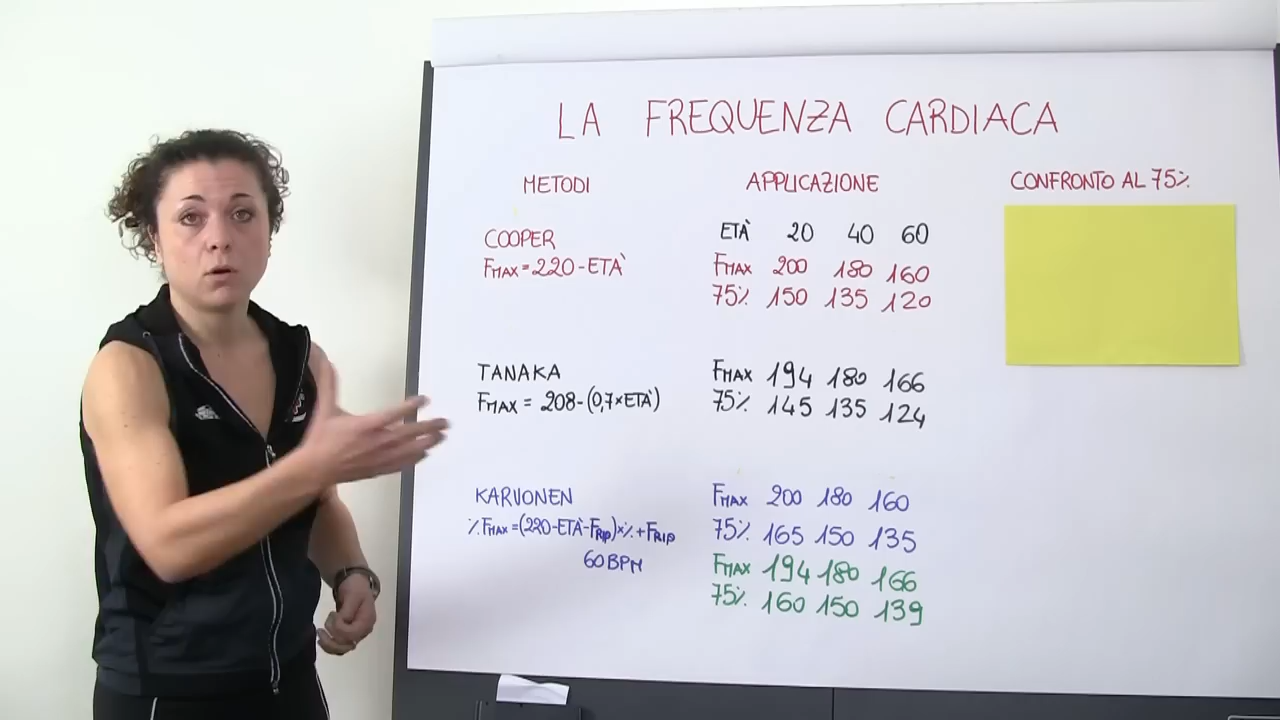 LA FREQUENZA CARDIACA
METODI
APPLICAZIONE
CONFRONTO AL 75%
COOPER
FMAX = 220 - ETÀ
ETÀ 20 40 60
FMAX 200 180 160
75% 150 135 120
TANAKA
FMAX = 208 - (0,7×ETÀ)
FMAX 194 180 166
75% 145 135 124
KARVONEN
% FMAX = (220 - ETÀ - FRIP) × % + FRIP
60 BPM
FMAX 200 180 160
75% 165 150 135
FMAX 194 180 166
75% 160 150 139